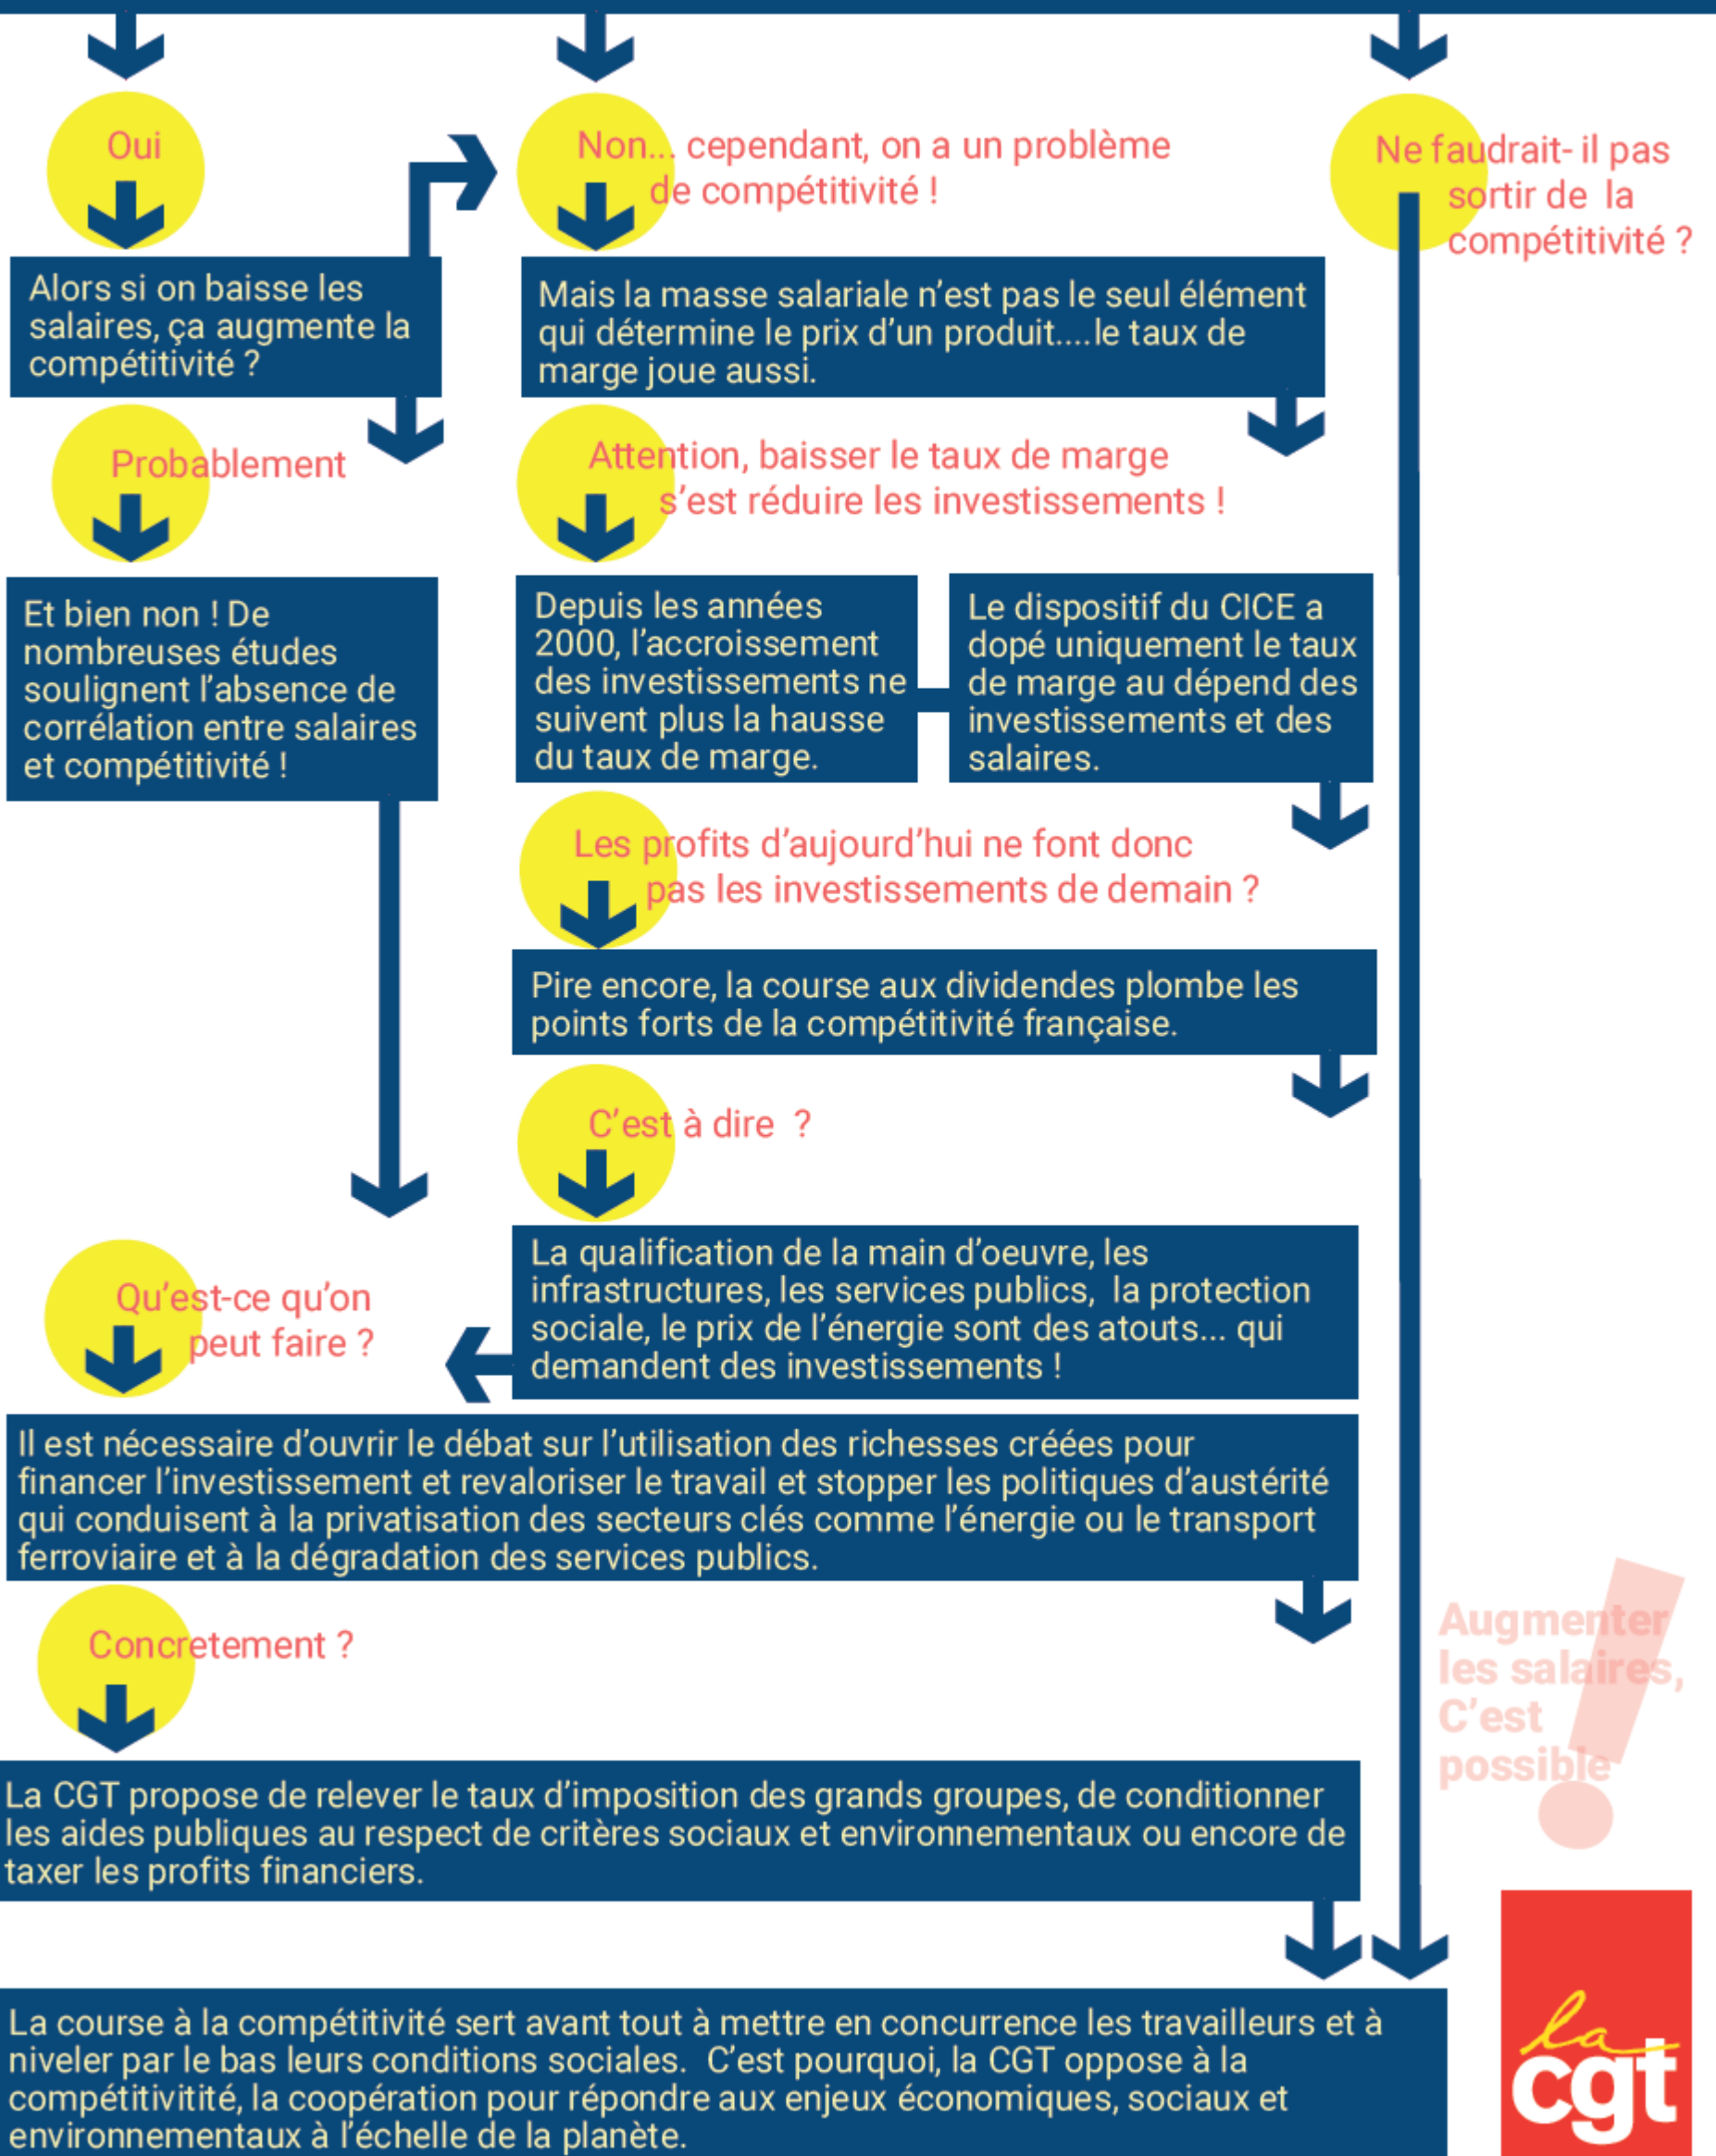 Oui
Non... cependant, on a un problème
de compétitivité !
Ne faudrait- il pas
sortir de la
compétitivité ?
Alors si on baisse les
salaires, ça augmente la
compétitivité ?
Mais la masse salariale n'est pas le seul élément
qui détermine le prix d'un produit....le taux de
marge joue aussi.
Probablement
Attention, baisser le taux de marge
s'est réduire les investissements !
Et bien non ! De
nombreuses études
soulignent l'absence de
corrélation entre salaires
et compétitivité !
Depuis les années
2000, l'accroissement
des investissements ne
suivent plus la hausse
du taux de marge.
Le dispositif du CICE a
dopé uniquement le taux
de marge au dépend des
investissements et des
salaires.
Les profits d'aujourd'hui ne font donc
pas les investissements de demain ?
Pire encore, la course aux dividendes plombe les
points forts de la compétitivité française.
C'est à dire ?
La qualification de la main d'oeuvre, les
infrastructures, les services publics, la protection
sociale, le prix de l'énergie sont des atouts... qui
demandent des investissements !
Qu'est-ce qu'on
peut faire ?
Il est nécessaire d'ouvrir le débat sur l'utilisation des richesses créées pour
financer l'investissement et revaloriser le travail et stopper les politiques d'austérité
qui conduisent à la privatisation des secteurs clés comme l'énergie ou le transport
ferroviaire et à la dégradation des services publics.
Concretement ?
Augmenter
les salaires,
C'est
possible
!
La CGT propose de relever le taux d'imposition des grands groupes, de conditionner
les aides publiques au respect de critères sociaux et environnementaux ou encore de
taxer les profits financiers.
La course à la compétitivité sert avant tout à mettre en concurrence les travailleurs et à
niveler par le bas leurs conditions sociales. C'est pourquoi, la CGT oppose à la
compétitivitité, la coopération pour répondre aux enjeux économiques, sociaux et
environnementaux à l'échelle de la planète.
la
cgt